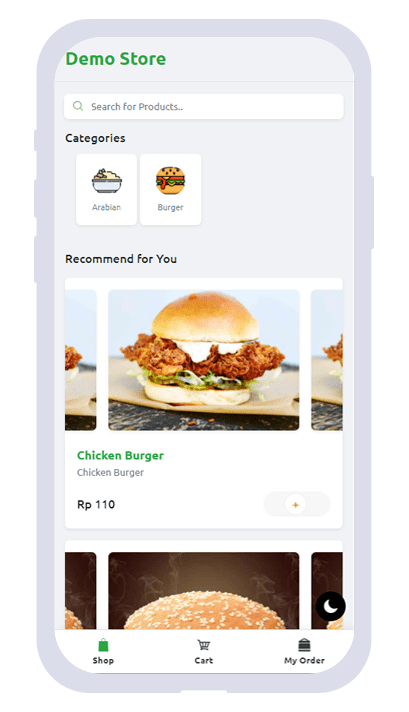 Demo Store
Search for Products..
Categories
Arabian
Burger
Recommend for You
Chicken Burger
Chicken Burger
Rp 110
+
Shop
Cart
My Order